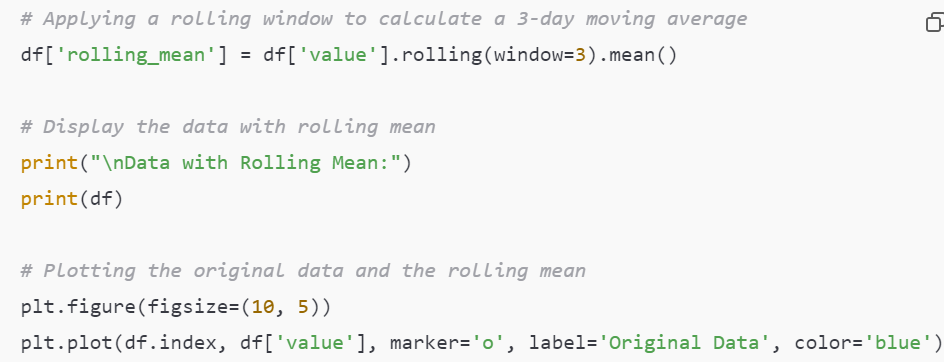 # Applying a rolling window to calculate a 3-day moving average
df['rolling_mean'] = df['value'].rolling(window=3).mean()
# Display the data with rolling mean
print("\nData with Rolling Mean:")
print(df)
# Plotting the original data and the rolling mean
plt.figure(figsize=(10, 5))
plt.plot(df.index, df['value'], marker='o', label='Original Data', color='blue')